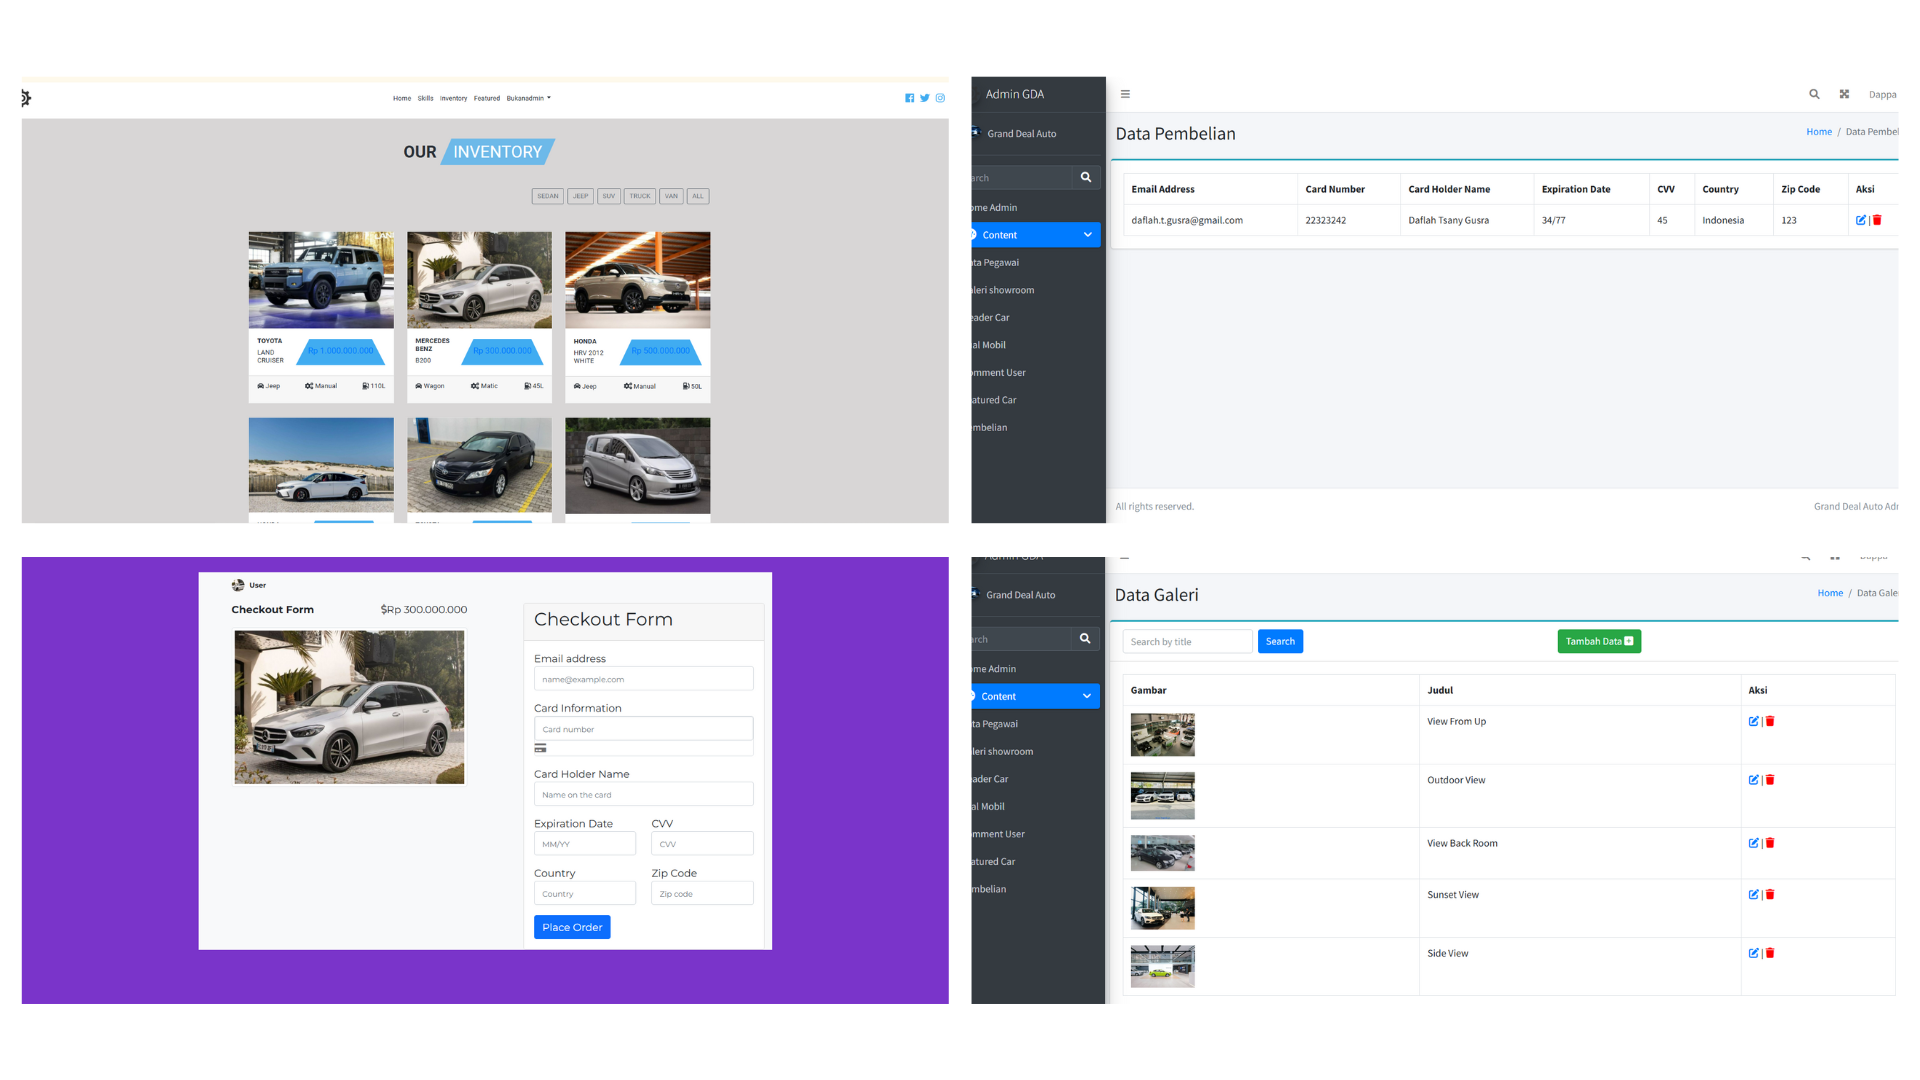 Home Skills Inventory Featured Bukanadmin
OUR INVENTORY
SEDAN JEEP SUV TRUCK VAN ALL
TOYOTA
LAND
CRUISER
Rp 1.000.000.000
Jeep Manual 110L
MERCEDES
BENZ
B200
Rp 300.000.000
Wagon Matic 45L
HONDA
HRV 2012
WHITE
Rp 500.000.000
Jeep Manual 50L
Admin GDA
Grand Deal Auto
arch
ome Admin
Content
ta Pegawai
leri showroom
eader Car
al Mobil
omment User
atured Car
embelian
Dappa
Data Pembelian
Home / Data Pembel
Email Address Card Number Card Holder Name Expiration Date CVV Country Zip Code Aksi
daflah.t.gusra@gmail.com 22323242 Daflah Tsany Gusra 34/77 45 Indonesia 123
All rights reserved.
Grand Deal Auto Adr
User
Checkout Form $Rp 300.000.000
Checkout Form
Email address
name@example.com
Card Information
Card number
Card Holder Name
Name on the card
Expiration Date CVV
MM/YY CVV
Country Zip Code
Country Zip code
Place Order
Grand Deal Auto
arch
me Admin
Content
ta Pegawai
leri showroom
ader Car
al Mobil
mment User
atured Car
mbelian
Data Galeri
Home / Data Gale
Search by title Search Tambah Data
Gambar Judul Aksi
View From Up
Outdoor View
View Back Room
Sunset View
Side View